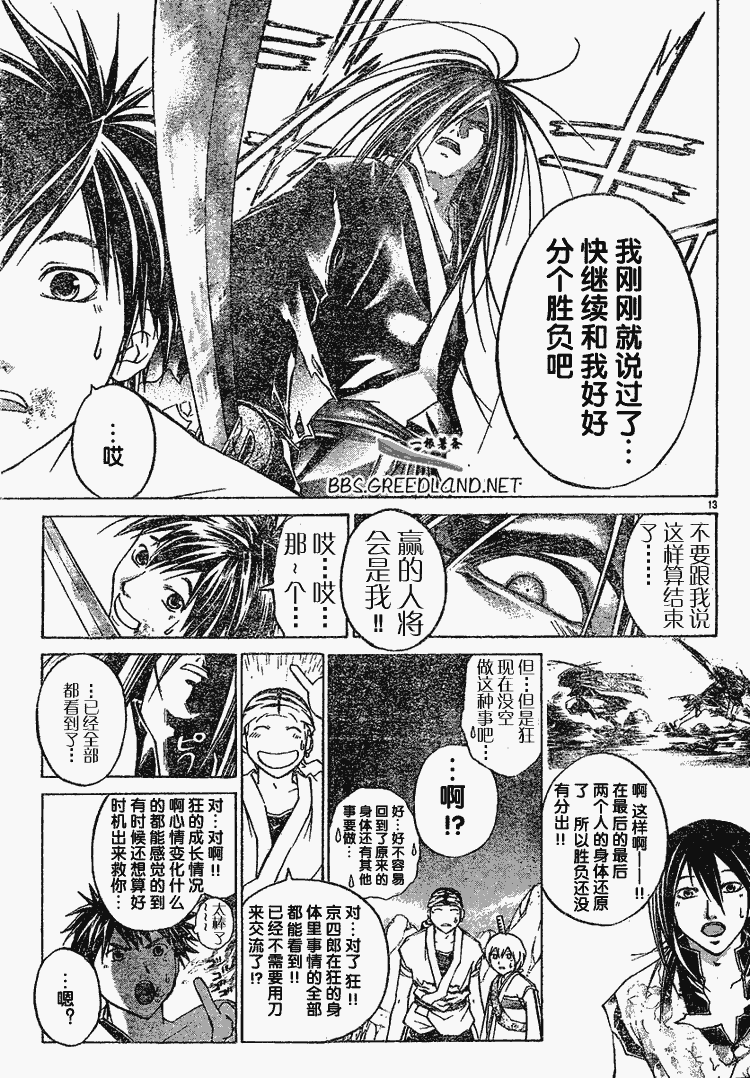 我刚刚就说过了…
快继续和我好好
分个胜负吧
…哎
一根薯条
BBS.GREEDLAND.NET
13
不要跟我说
这样算结束
了……
赢的人将
会是我!!
哎…哎…
那~个…
啊 这样啊——!!
在最后的最后
两个人的身体还原
了 所以胜负还没
有分出!!
但…但是狂
现在没空
做这种事吧…
…啊!?
好…好不容易
回到了原来的
身体还有其他
事要做…
对…对了 狂!!
京四郎在狂的身
体里事情的全部
都能看到!!
已经不需要用刀
来交流了!?
…已经全部
都看到了…
ピク
对…对啊!!
狂的成长情况
啊心情变化什么
的都能感觉的到
有时候还想算好
时机出来救你…
太棒了
~~
…嗯?